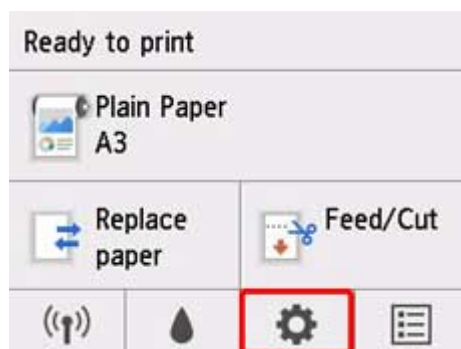 Ready to print
Plain Paper
A3
Replace
paper
Feed/Cut